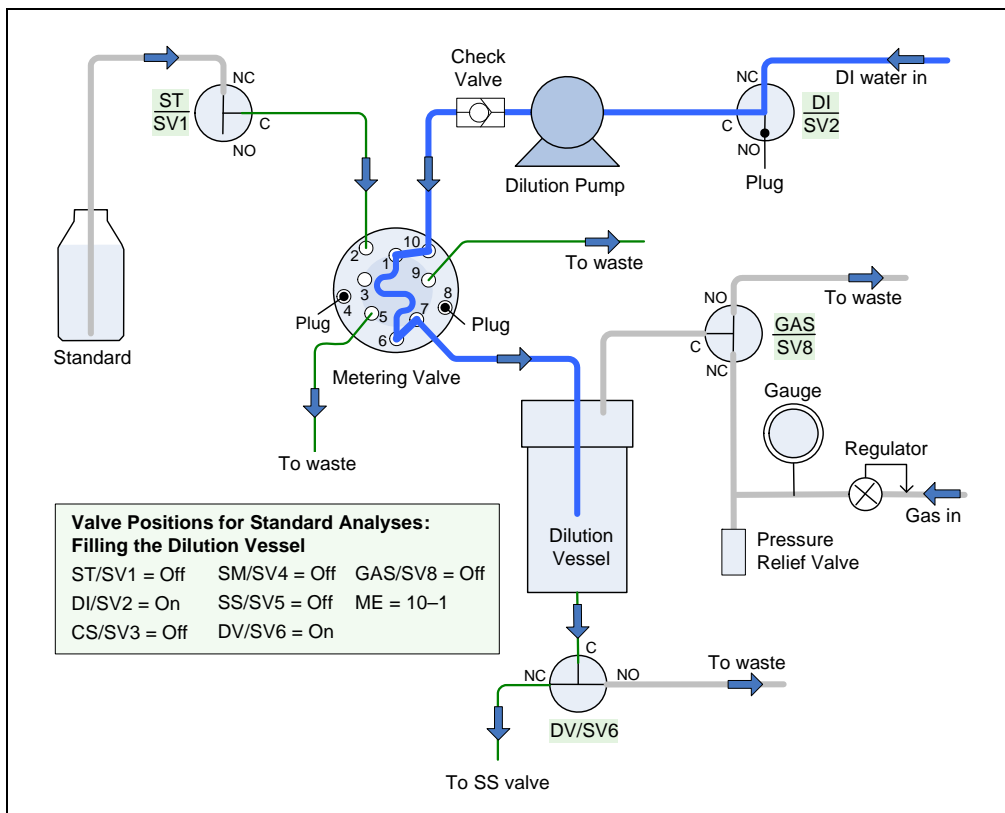 Check
Valve
NC
ST
SV1
C
NO
NC
DI water in
DI
SV2
C
NO
Dilution Pump
Plug
2
1
10
9
3
8
4
5
7
6
To waste
Plug
Plug
Metering Valve
Standard
To waste
NO
To waste
GAS
SV8
C
NC
Gauge
Regulator
Gas in
Pressure
Relief Valve
Dilution
Vessel
Valve Positions for Standard Analyses:
Filling the Dilution Vessel
ST/SV1 = Off SM/SV4 = Off GAS/SV8 = Off
DI/SV2 = On SS/SV5 = Off ME = 10–1
CS/SV3 = Off DV/SV6 = On
C
NC
NO
To waste
DV/SV6
To SS valve